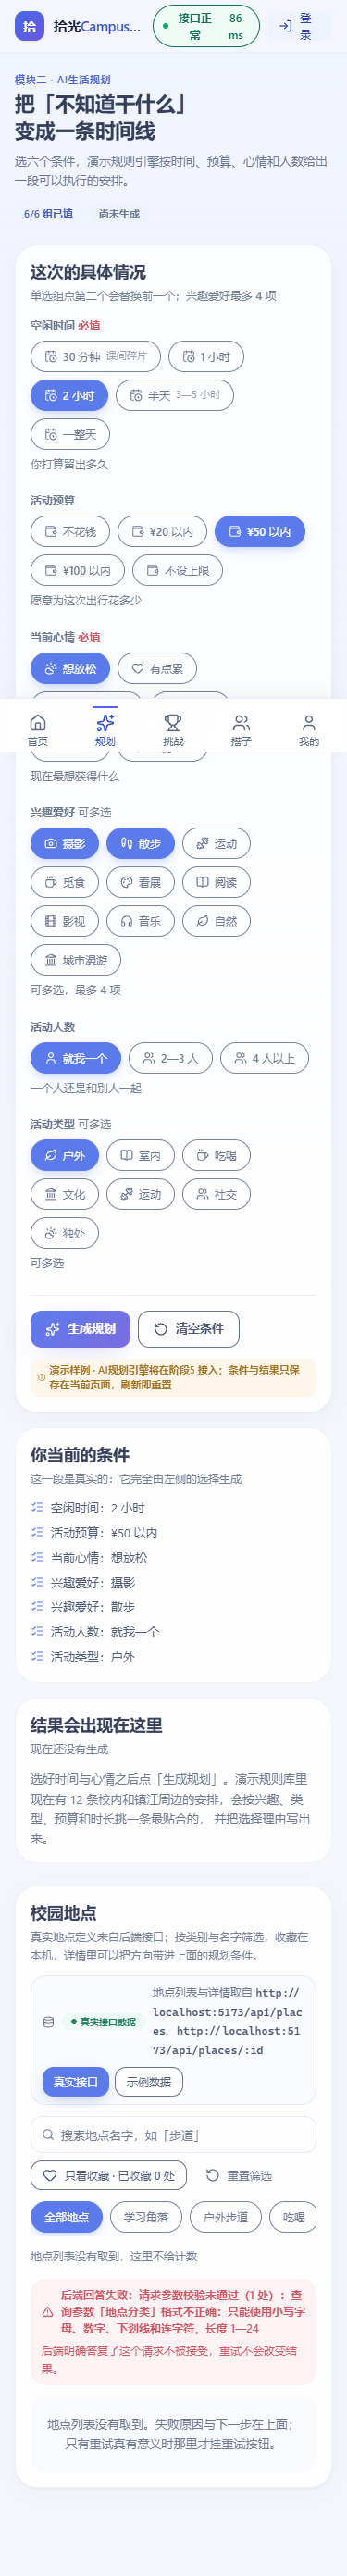 拾
拾光Campus...
接口正常
86 ms
登录
模块二 · AI生活规划
把「不知道干什么」
变成一条时间线
选六个条件，演示规则引擎按时间、预算、心情和人数给出
一段可以执行的安排。
6/6 组已填
尚未生成
这次的具体情况
单选组点第二个会替换前一个；兴趣爱好最多 4 项
空闲时间 必填
30 分钟 课间碎片
1 小时
2 小时
半天 3—5 小时
一整天
你打算留出多久
活动预算
不花钱
¥20 以内
¥50 以内
¥100 以内
不设上限
愿意为这次出行花多少
当前心情 必填
想放松
有点累
首页
规划
挑战
搭子
我的
现在最想获得什么
兴趣爱好 可多选
摄影
散步
运动
觅食
看展
阅读
影视
音乐
自然
城市漫游
可多选，最多 4 项
活动人数
就我一个
2—3 人
4 人以上
一个人还是和别人一起
活动类型 可多选
户外
室内
吃喝
文化
运动
社交
独处
可多选
生成规划
清空条件
演示样例 · AI规划引擎将在阶段5 接入；条件与结果只保
存在当前页面，刷新即重置
你当前的条件
这一段是真实的：它完全由左侧的选择生成
空闲时间：2 小时
活动预算：¥50 以内
当前心情：想放松
兴趣爱好：摄影
兴趣爱好：散步
活动人数：就我一个
活动类型：户外
结果会出现在这里
现在还没有生成
选好时间与心情之后点「生成规划」。演示规则库里
现在有 12 条校内和镇江周边的安排，会按兴趣、类
型、预算和时长挑一条最贴合的， 并把选择理由写出
来。
校园地点
真实地点定义来自后端接口；按类别与名字筛选，收藏在
本机，详情里可以把方向带进上面的规划条件。
真实接口数据
地点列表与详情取自 http://
localhost:5173/api/plac
es、http://localhost:51
73/api/places/:id
真实接口
示例数据
搜索地点名字，如「步道」
只看收藏 · 已收藏 0 处
重置筛选
全部地点
学习角落
户外步道
吃喝
地点列表没有取到，这里不给计数
后端回答失败：请求参数校验未通过（1 处）：查
询参数「地点分类」格式不正确：只能使用小写字
母、数字、下划线和连字符，长度 1—24
后端明确答复了这个请求不被接受，重试不会改变结
果。
地点列表没有取到。失败原因与下一步在上面；
只有重试真有意义时那里才挂重试按钮。